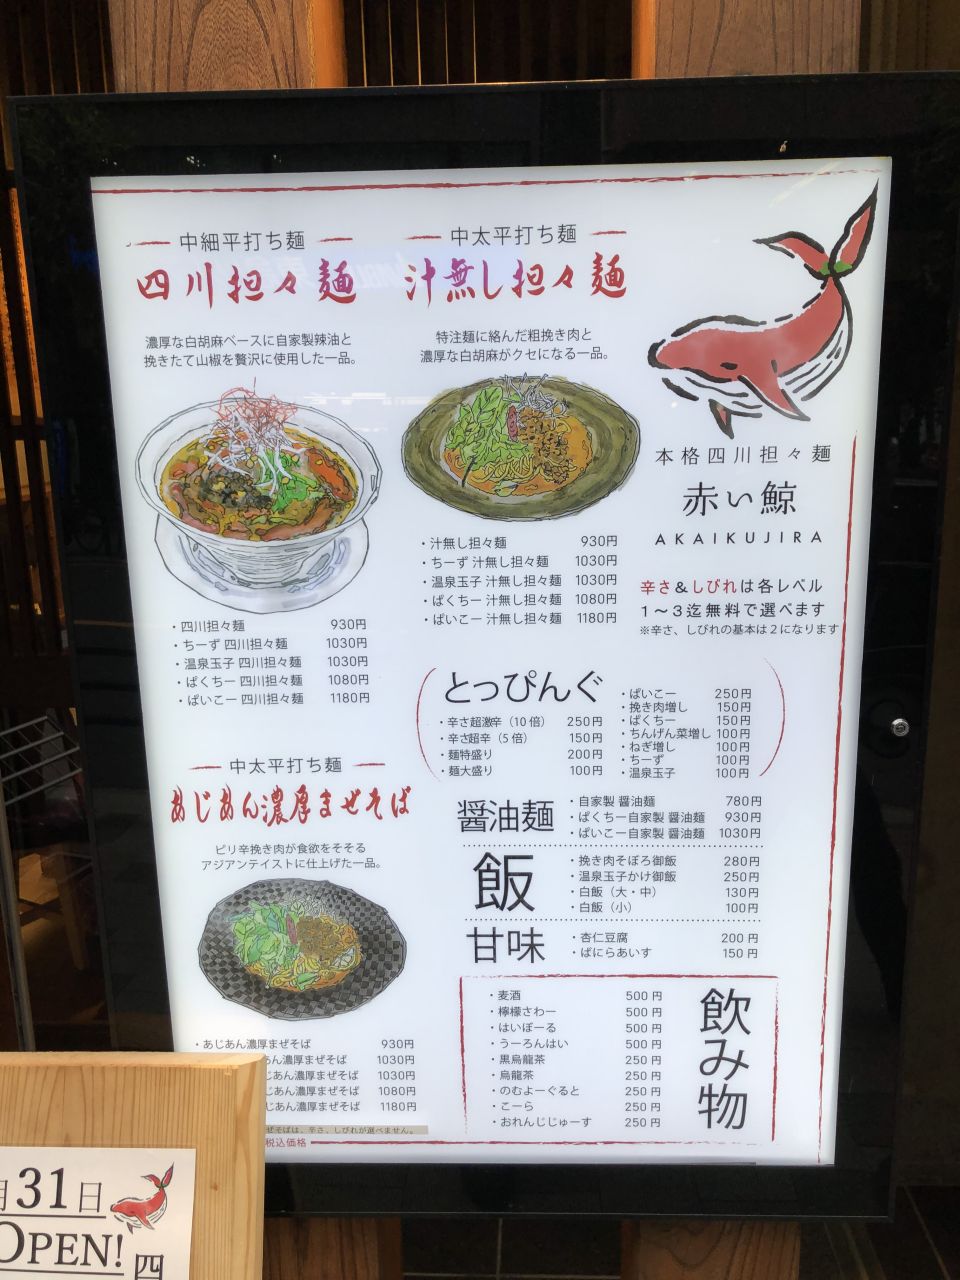 中細平打ち麺
四川担々麺
濃厚な白胡麻ベースに自家製辣油と
挽きたて山椒を贅沢に使用した一品。
・四川担々麺 930円
・ちーず 四川担々麺 1030円
・温泉玉子 四川担々麺 1030円
・ぱくちー 四川担々麺 1080円
・ぱいこー 四川担々麺 1180円
中太平打ち麺
汁無し担々麺
特注麺に絡んだ粗挽き肉と
濃厚な白胡麻がクセになる一品。
・汁無し担々麺 930円
・ちーず 汁無し担々麺 1030円
・温泉玉子 汁無し担々麺 1030円
・ぱくちー 汁無し担々麺 1080円
・ぱいこー 汁無し担々麺 1180円
本格四川担々麺
赤い鯨
AKAIKUJIRA
辛さ&しびれは各レベル
1〜3迄無料で選べます
※辛さ、しびれの基本は2になります
とっぴんぐ
・辛さ超激辛（10倍） 250円
・辛さ超辛（5倍） 150円
・麺特盛り 200円
・麺大盛り 100円
・ぱいこー 250円
・挽き肉増し 150円
・ぱくちー 150円
・ちんげん菜増し 100円
・ねぎ増し 100円
・ちーず 100円
・温泉玉子 100円
中太平打ち麺
あじあん濃厚まぜそば
ピリ辛挽き肉が食欲をそそる
アジアンテイストに仕上げた一品。
・あじあん濃厚まぜそば 930円
あん濃厚まぜそば 1030円
じあん濃厚まぜそば 1030円
じあん濃厚まぜそば 1080円
じあん濃厚まぜそば 1180円
ぜそばは、辛さ、しびれが選べません。
税込価格
醤油麺
・自家製 醤油麺 780円
・ぱくちー自家製 醤油麺 930円
・ぱいこー自家製 醤油麺 1030円
飯
・挽き肉そぼろ御飯 280円
・温泉玉子かけ御飯 250円
・白飯（大・中） 130円
・白飯（小） 100円
甘味
・杏仁豆腐 200円
・ばにらあいす 150円
飲み物
・麦酒 500円
・檸檬さわー 500円
・はいぼーる 500円
・うーろんはい 500円
・黒烏龍茶 250円
・烏龍茶 250円
・のむよーぐると 250円
・こーら 250円
・おれんじじゅーす 250円
月31日
OPEN!
四